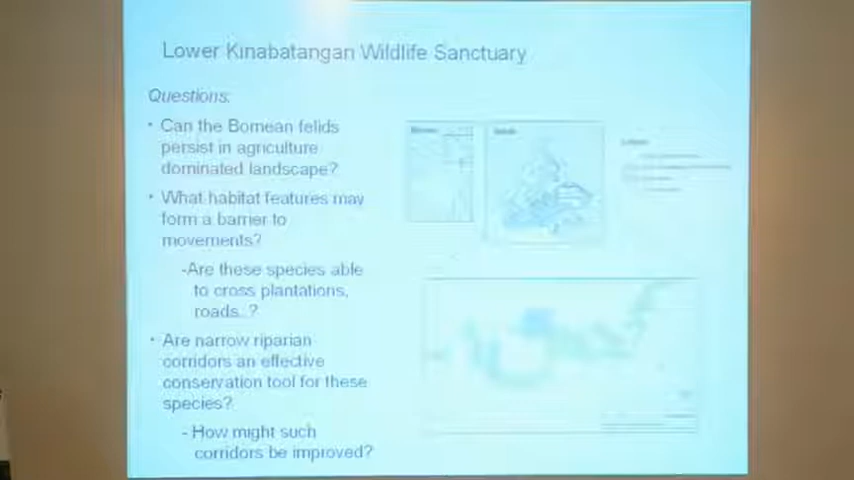 Lower Kinabatangan Wildlife Sanctuary
Questions:
• Can the Bornean felids
persist in agriculture
dominated landscape?
• What habitat features may
form a barrier to
movements?
-Are these species able
to cross plantations,
roads..?
• Are narrow riparian
corridors an effective
conservation tool for these
species?
- How might such
corridors be improved?